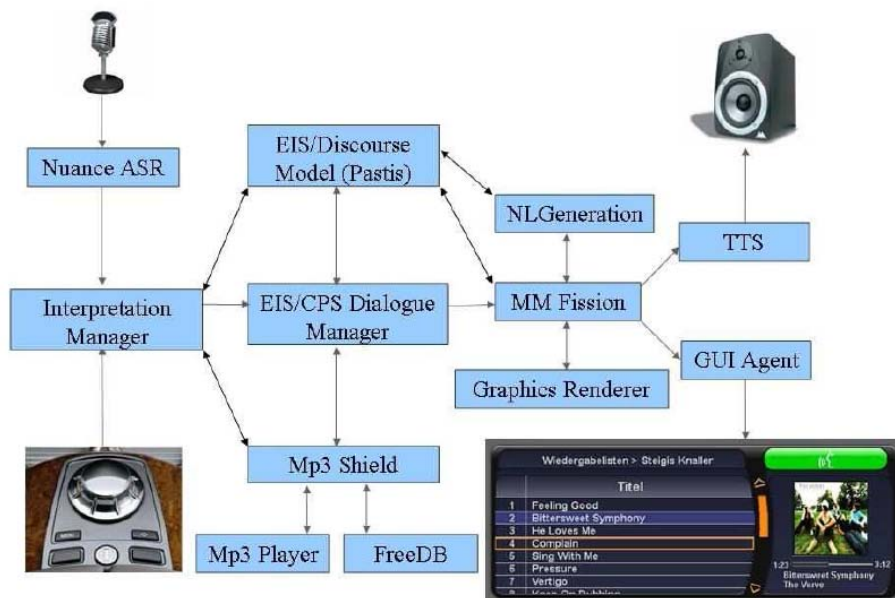 Nuance ASR
EIS/Discourse
Model (Pastis)
NLGeneration
TTS
Interpretation
Manager
EIS/CPS Dialogue
Manager
MM Fission
GUI Agent
Graphics Renderer
Mp3 Shield
Mp3 Player
FreeDB
Wiedergabelisten > Steigis Knaller
Titel
1 Feeling Good
2 Bittersweet Symphony
3 He Loves Me
4 Complain
5 Sing With Me
6 Pressure
7 Vertigo
1:23 3:12
Bittersweet Symphony
The Verve